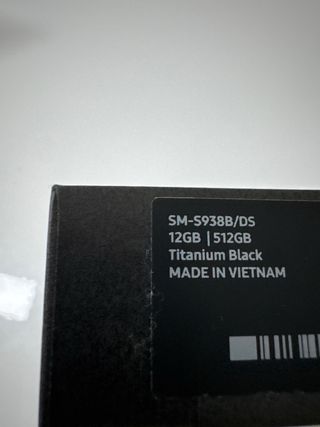 SM-S938B/DS
12GB | 512GB
Titanium Black
MADE IN VIETNAM